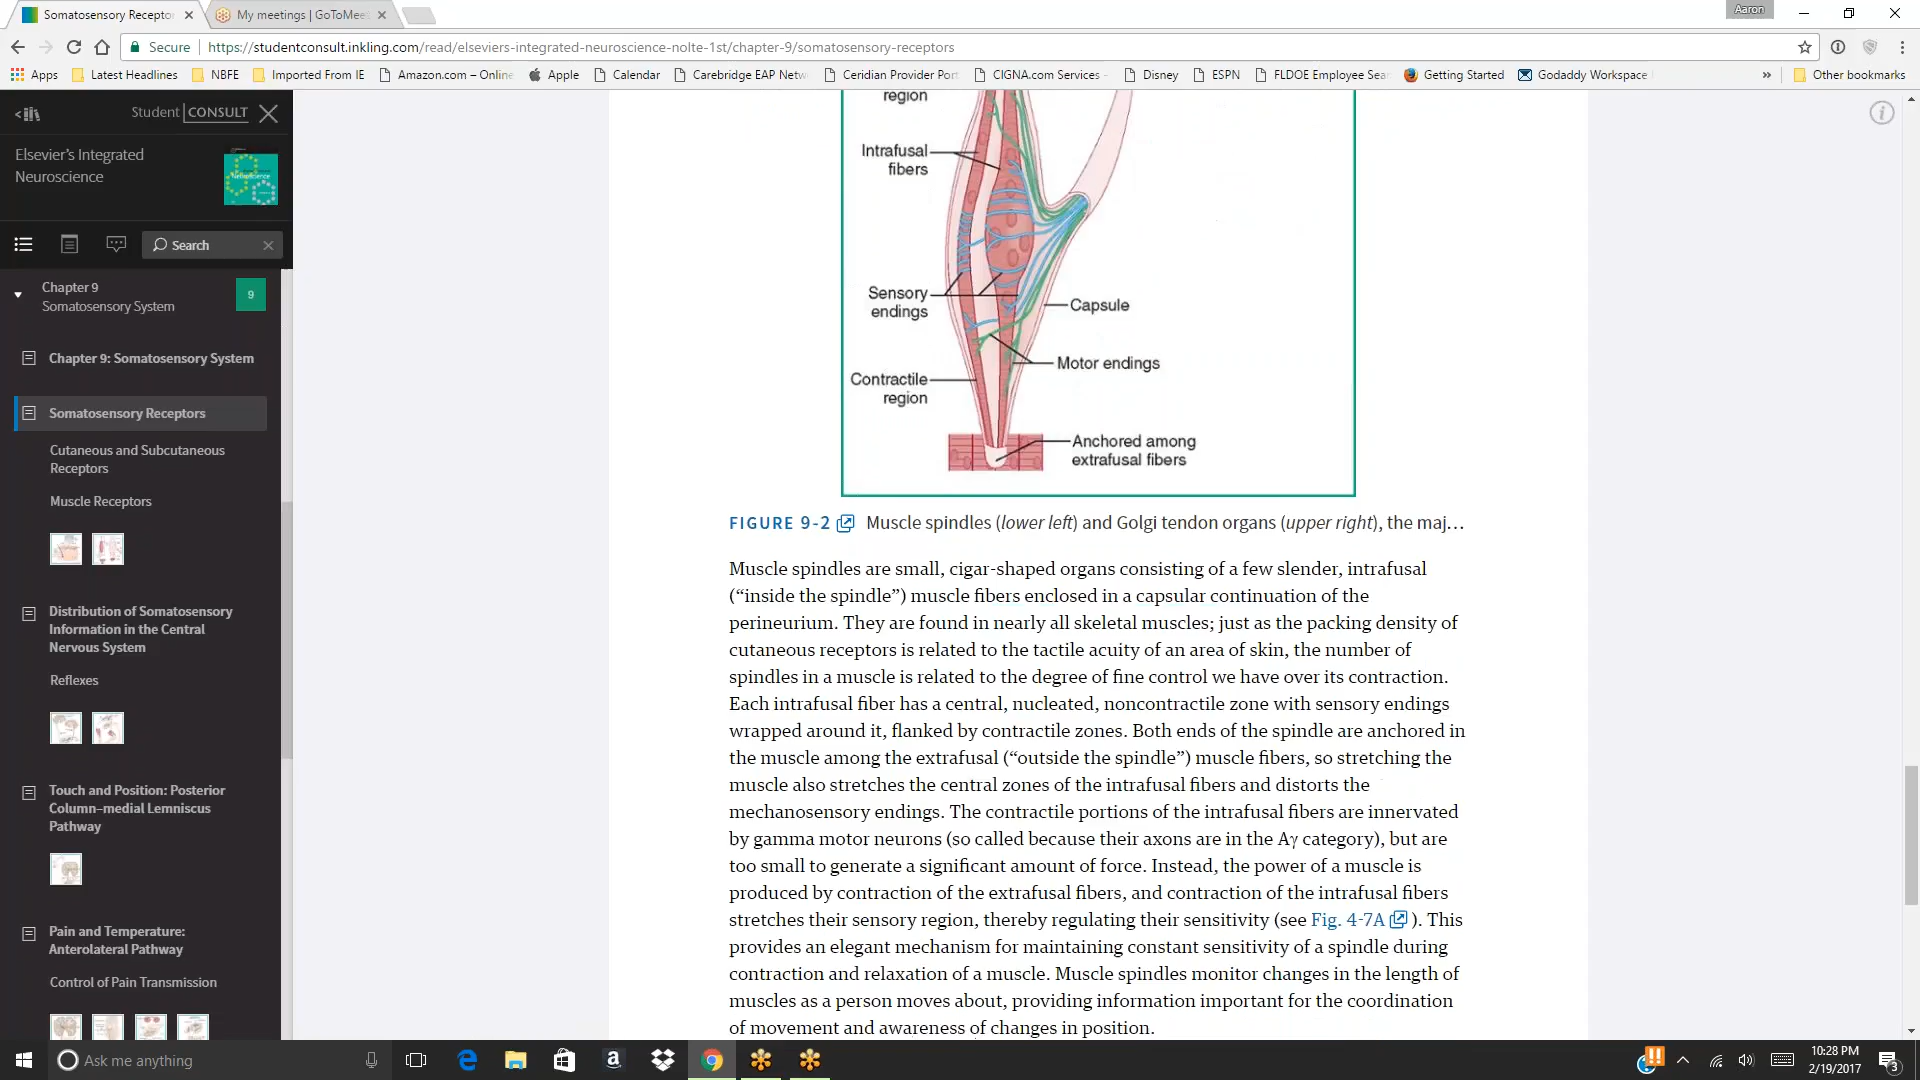 Somatosensory Recepto
My meetings | GoToMee
Aaron
Secure
https://studentconsult.inkling.com/read/elseviers-integrated-neuroscience-nolte-1st/chapter-9/somatosensory-receptors
Apps
Latest Headlines
NBFE
Imported From IE
Amazon.com – Online
Apple
Calendar
Carebridge EAP Netw
Ceridian Provider Port
CIGNA.com Services -
Disney
ESPN
FLDOE Employee Sea
Getting Started
Godaddy Workspace
»
Other bookmarks
Student CONSULT
Elsevier's Integrated
Neuroscience
Search
Chapter 9
Somatosensory System
9
Chapter 9: Somatosensory System
Somatosensory Receptors
Cutaneous and Subcutaneous
Receptors
Muscle Receptors
Distribution of Somatosensory
Information in the Central
Nervous System
Reflexes
Touch and Position: Posterior
Column–medial Lemniscus
Pathway
Pain and Temperature:
Anterolateral Pathway
Control of Pain Transmission
region
Intrafusal
fibers
Sensory
endings
Capsule
Motor endings
Contractile
region
Anchored among
extrafusal fibers
FIGURE 9-2 Muscle spindles (lower left) and Golgi tendon organs (upper right), the maj…
Muscle spindles are small, cigar-shaped organs consisting of a few slender, intrafusal
(“inside the spindle”) muscle fibers enclosed in a capsular continuation of the
perineurium. They are found in nearly all skeletal muscles; just as the packing density of
cutaneous receptors is related to the tactile acuity of an area of skin, the number of
spindles in a muscle is related to the degree of fine control we have over its contraction.
Each intrafusal fiber has a central, nucleated, noncontractile zone with sensory endings
wrapped around it, flanked by contractile zones. Both ends of the spindle are anchored in
the muscle among the extrafusal (“outside the spindle”) muscle fibers, so stretching the
muscle also stretches the central zones of the intrafusal fibers and distorts the
mechanosensory endings. The contractile portions of the intrafusal fibers are innervated
by gamma motor neurons (so called because their axons are in the Aγ category), but are
too small to generate a significant amount of force. Instead, the power of a muscle is
produced by contraction of the extrafusal fibers, and contraction of the intrafusal fibers
stretches their sensory region, thereby regulating their sensitivity (see Fig. 4-7A ). This
provides an elegant mechanism for maintaining constant sensitivity of a spindle during
contraction and relaxation of a muscle. Muscle spindles monitor changes in the length of
muscles as a person moves about, providing information important for the coordination
of movement and awareness of changes in position.
Ask me anything
10:28 PM
2/19/2017
3